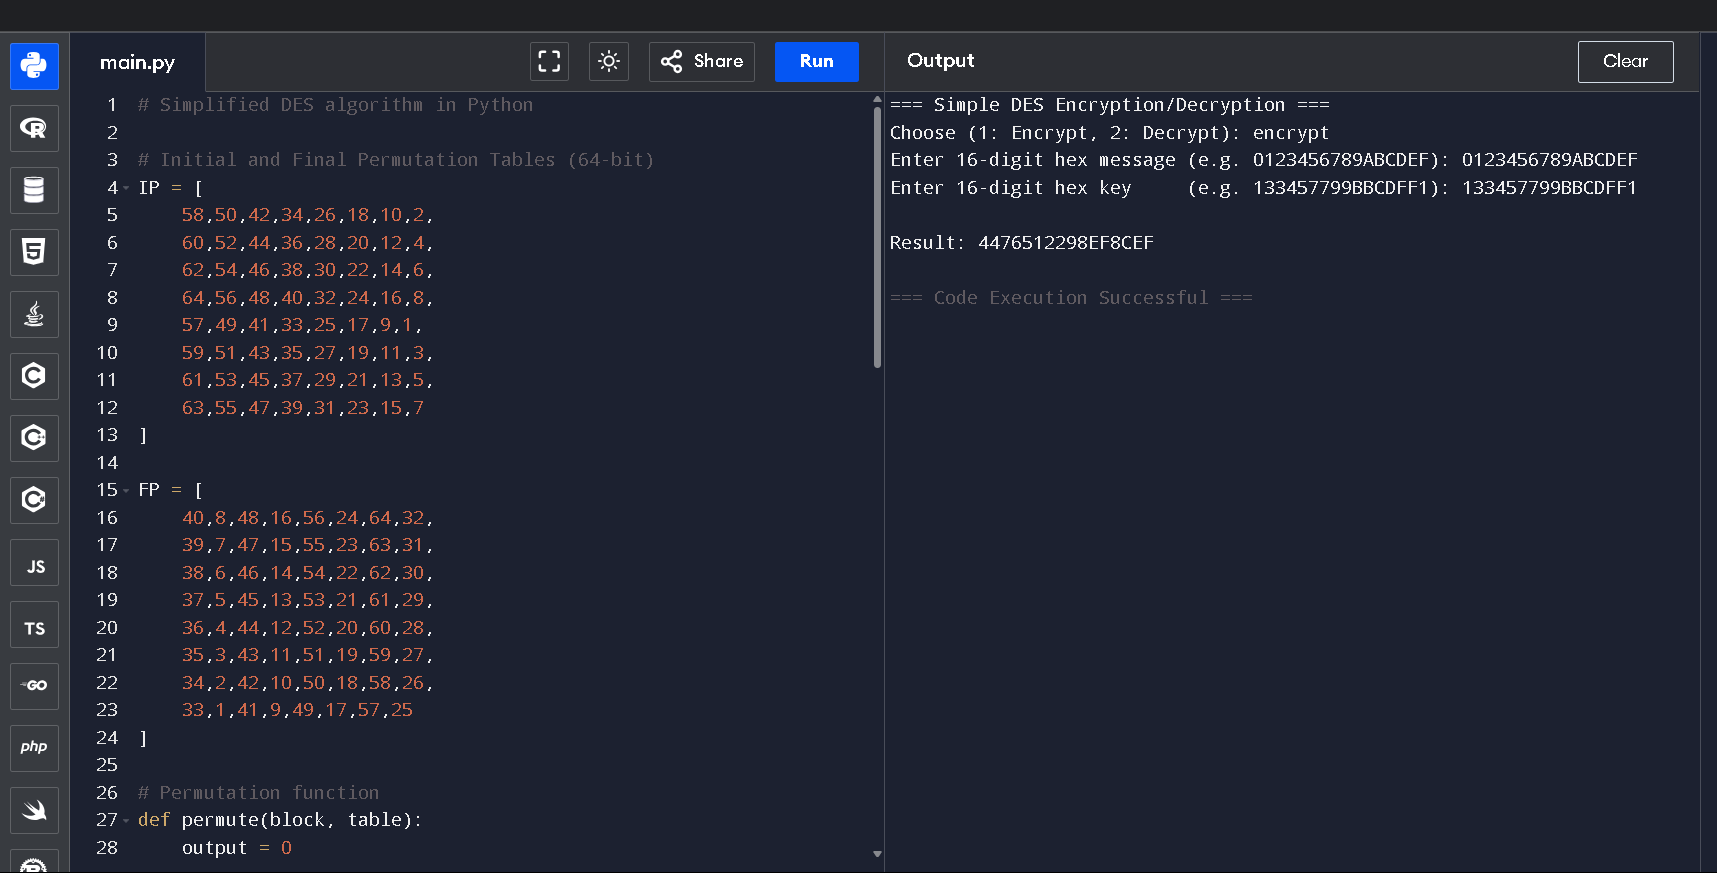 main.py
Share
Run
Output
Clear
1 # Simplified DES algorithm in Python
2
3 # Initial and Final Permutation Tables (64-bit)
4 IP = [
5 58,50,42,34,26,18,10,2,
6 60,52,44,36,28,20,12,4,
7 62,54,46,38,30,22,14,6,
8 64,56,48,40,32,24,16,8,
9 57,49,41,33,25,17,9,1,
10 59,51,43,35,27,19,11,3,
11 61,53,45,37,29,21,13,5,
12 63,55,47,39,31,23,15,7
13 ]
14
15 FP = [
16 40,8,48,16,56,24,64,32,
17 39,7,47,15,55,23,63,31,
18 38,6,46,14,54,22,62,30,
19 37,5,45,13,53,21,61,29,
20 36,4,44,12,52,20,60,28,
21 35,3,43,11,51,19,59,27,
22 34,2,42,10,50,18,58,26,
23 33,1,41,9,49,17,57,25
24 ]
25
26 # Permutation function
27 def permute(block, table):
28 output = 0
=== Simple DES Encryption/Decryption ===
Choose (1: Encrypt, 2: Decrypt): encrypt
Enter 16-digit hex message (e.g. 0123456789ABCDEF): 0123456789ABCDEF
Enter 16-digit hex key (e.g. 133457799BBCDFF1): 133457799BBCDFF1
Result: 4476512298EF8CEF
=== Code Execution Successful ===
R
5
C
C
C
JS
TS
GO
php